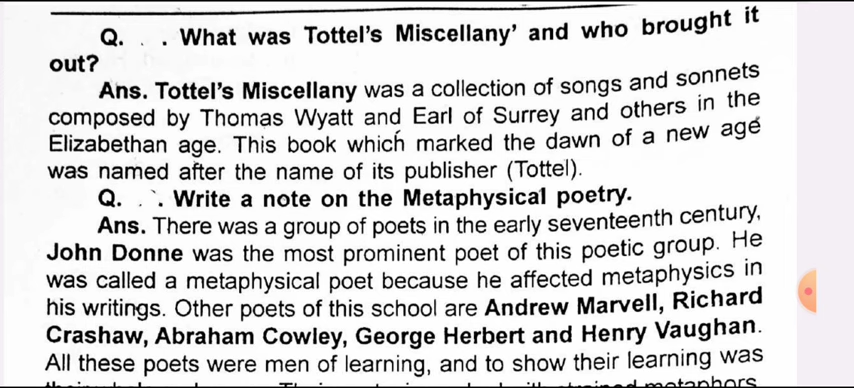 Q. . . What was Tottel's Miscellany' and who brought it
out?
Ans. Tottel's Miscellany was a collection of songs and sonnets
composed by Thomas Wyatt and Earl of Surrey and others in the
Elizabethan age. This book which marked the dawn of a new age
was named after the name of its publisher (Tottel).
Q. . . Write a note on the Metaphysical poetry.
Ans. There was a group of poets in the early seventeenth century,
John Donne was the most prominent poet of this poetic group. He
was called a metaphysical poet because he affected metaphysics in
his writings. Other poets of this school are Andrew Marvell, Richard
Crashaw, Abraham Cowley, George Herbert and Henry Vaughan.
All these poets were men of learning, and to show their learning was
metaphors